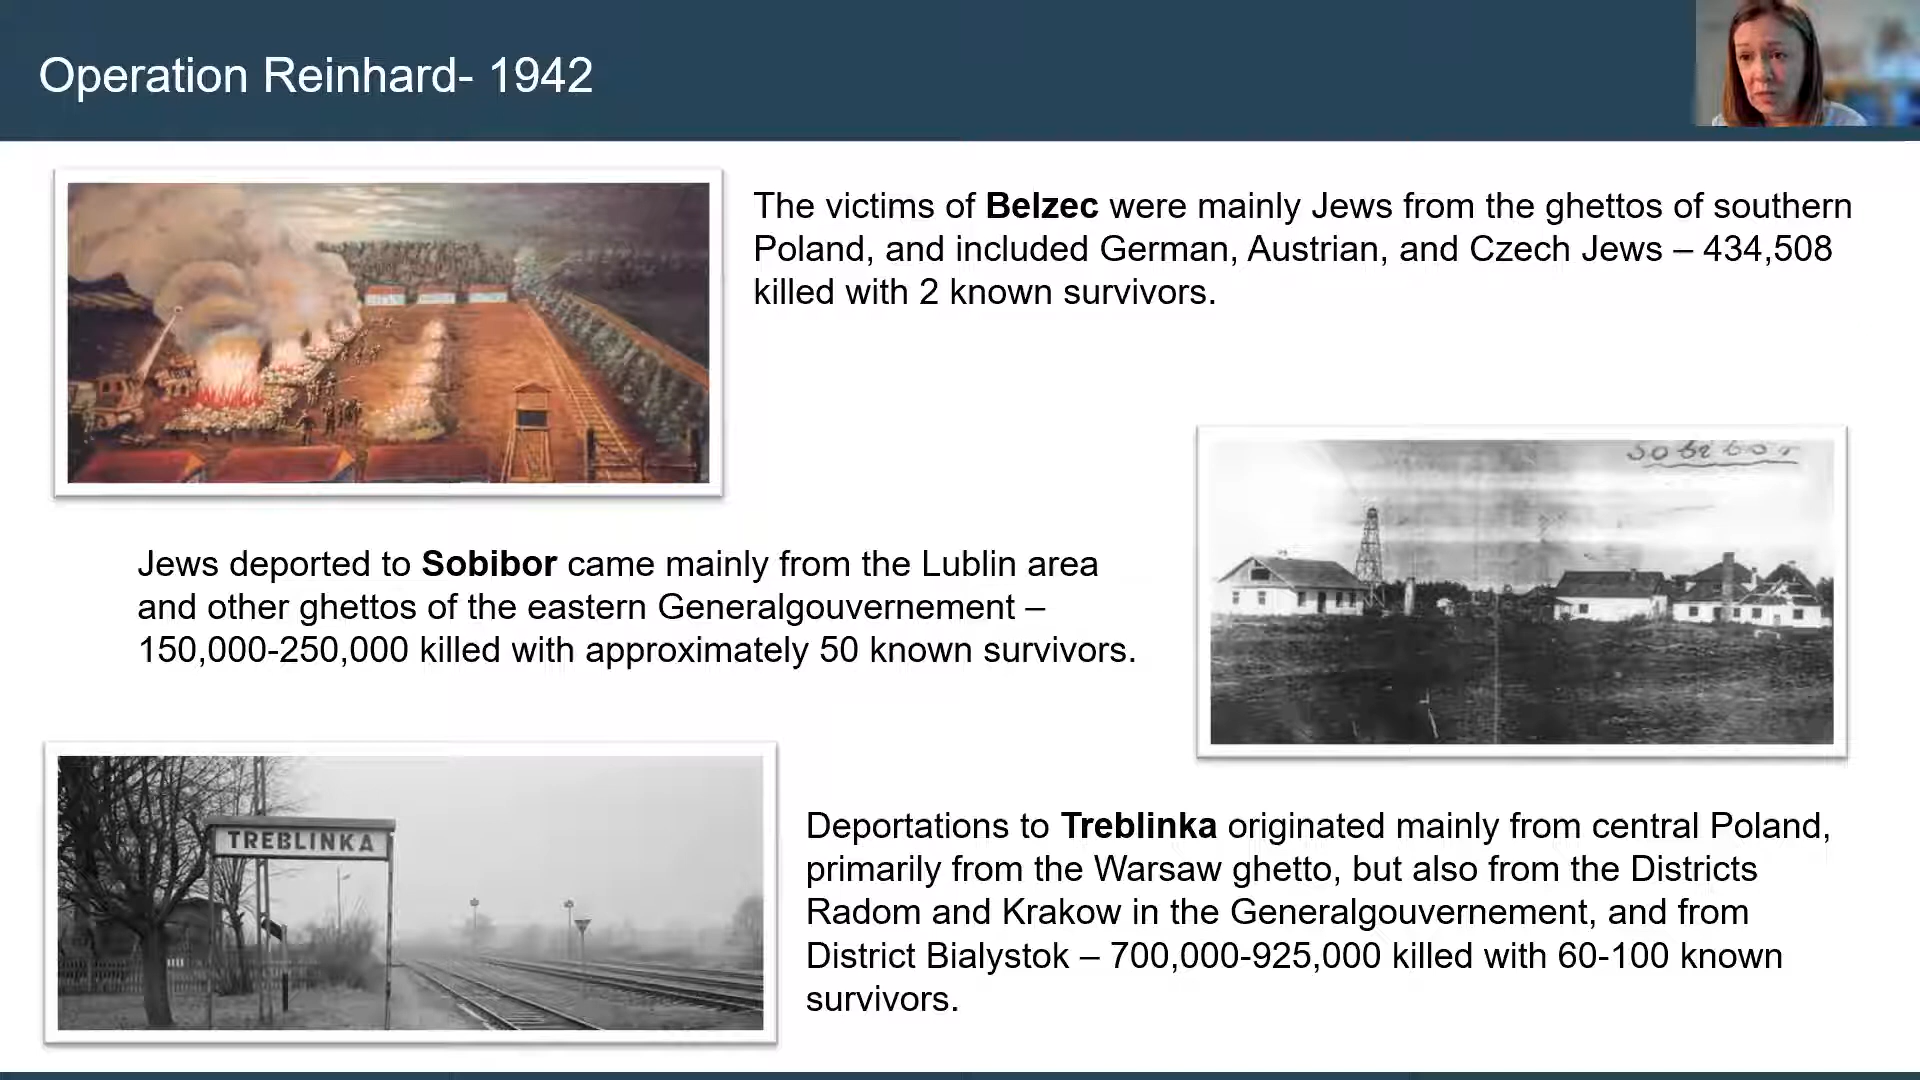 Operation Reinhard- 1942
The victims of Belzec were mainly Jews from the ghettos of southern
Poland, and included German, Austrian, and Czech Jews – 434,508
killed with 2 known survivors.
Sobibor
Jews deported to Sobibor came mainly from the Lublin area
and other ghettos of the eastern Generalgouvernement –
150,000-250,000 killed with approximately 50 known survivors.
TREBLINKA
Deportations to Treblinka originated mainly from central Poland,
primarily from the Warsaw ghetto, but also from the Districts
Radom and Krakow in the Generalgouvernement, and from
District Bialystok – 700,000-925,000 killed with 60-100 known
survivors.